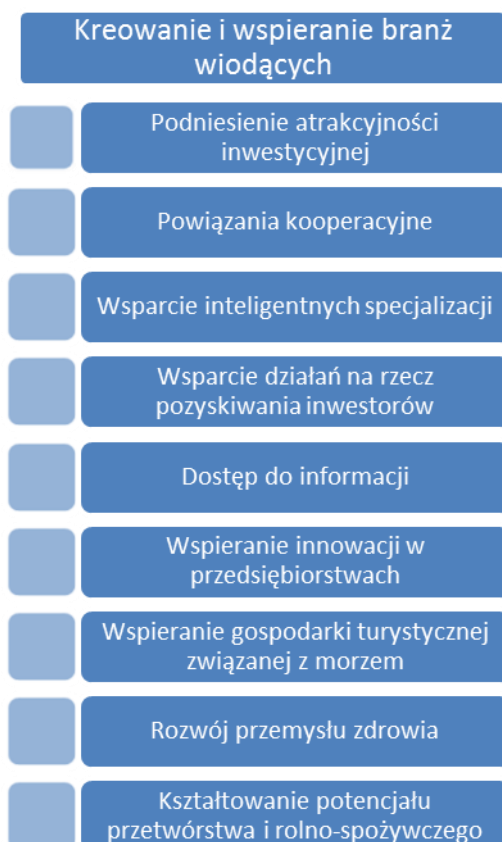 Kreowanie i wspieranie branż
wiodących
Podniesienie atrakcyjności
inwestycyjnej
Powiązania kooperacyjne
Wsparcie inteligentnych specjalizacji
Wsparcie działań na rzecz
pozyskiwania inwestorów
Dostęp do informacji
Wspieranie innowacji w
przedsiębiorstwach
Wspieranie gospodarki turystycznej
związanej z morzem
Rozwój przemysłu zdrowia
Kształtowanie potencjału
przetwórstwa i rolno-spożywczego